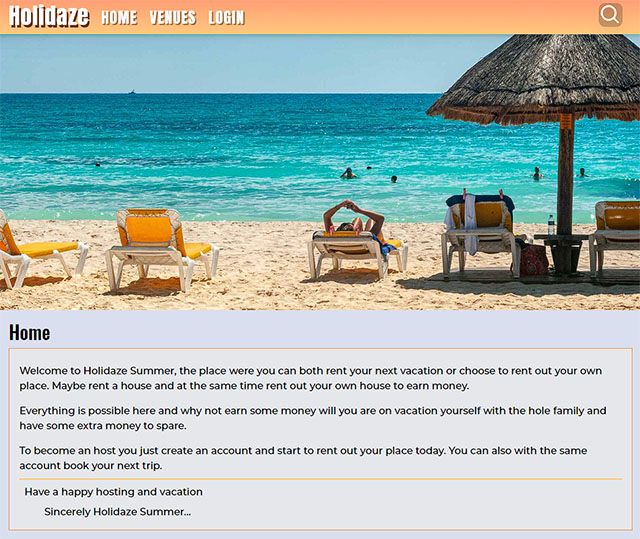 Holidaze HOME VENUES LOGIN
Home
Welcome to Holidaze Summer, the place were you can both rent your next vacation or choose to rent out your own
place. Maybe rent a house and at the same time rent out your own house to earn money.
Everything is possible here and why not earn some money will you are on vacation yourself with the hole family and
have some extra money to spare.
To become an host you just create an account and start to rent out your place today. You can also with the same
account book your next trip.
Have a happy hosting and vacation
Sincerely Holidaze Summer...